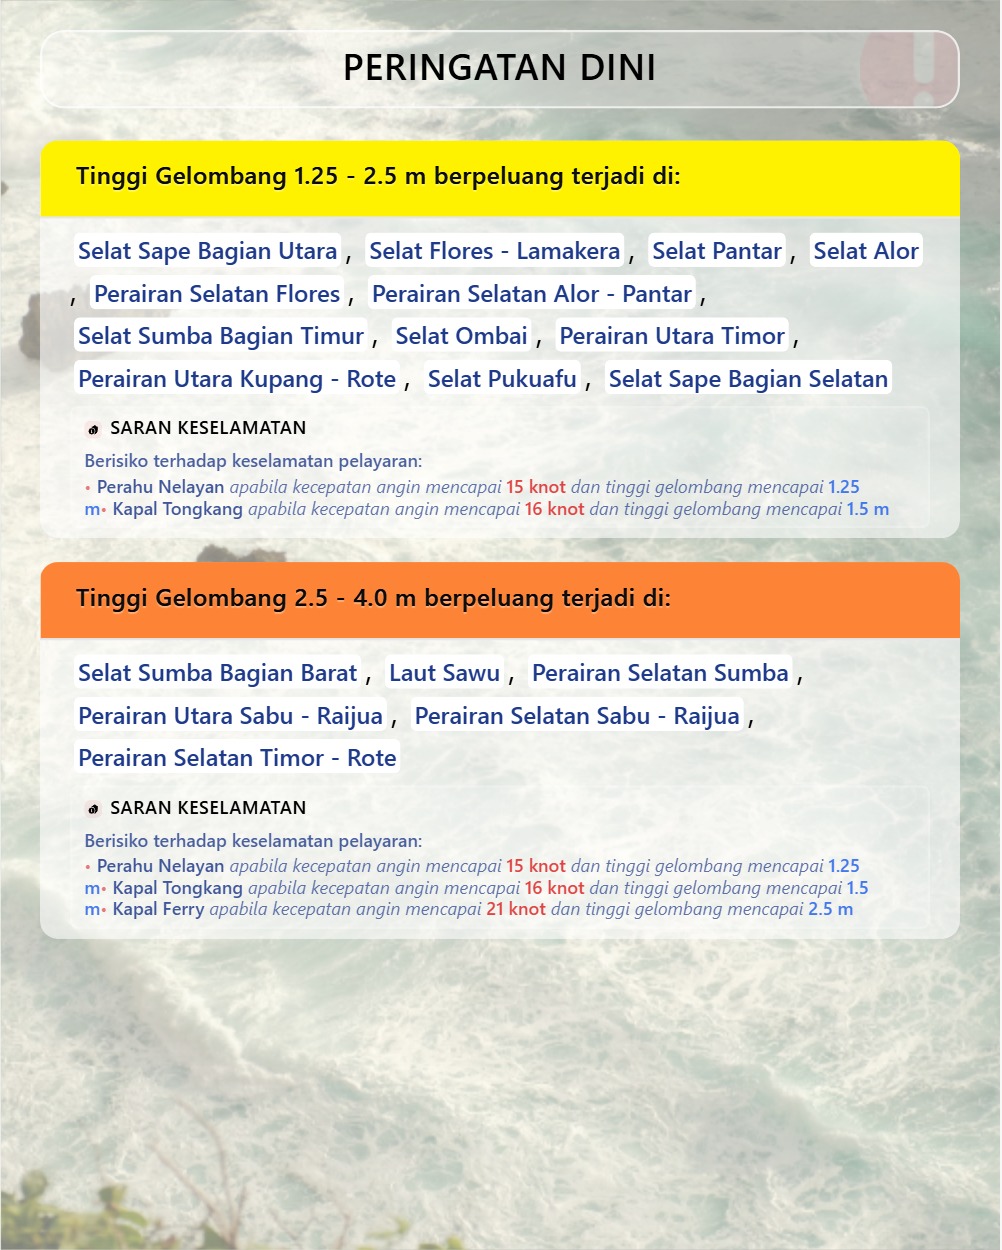 PERINGATAN DINI
Tinggi Gelombang 1.25 - 2.5 m berpeluang terjadi di:
Selat Sape Bagian Utara , Selat Flores - Lamakera , Selat Pantar , Selat Alor
, Perairan Selatan Flores , Perairan Selatan Alor - Pantar ,
Selat Sumba Bagian Timur , Selat Ombai , Perairan Utara Timor ,
Perairan Utara Kupang - Rote , Selat Pukuafu , Selat Sape Bagian Selatan
SARAN KESELAMATAN
Berisiko terhadap keselamatan pelayaran:
• Perahu Nelayan apabila kecepatan angin mencapai 15 knot dan tinggi gelombang mencapai 1.25
m• Kapal Tongkang apabila kecepatan angin mencapai 16 knot dan tinggi gelombang mencapai 1.5 m
Tinggi Gelombang 2.5 - 4.0 m berpeluang terjadi di:
Selat Sumba Bagian Barat , Laut Sawu , Perairan Selatan Sumba ,
Perairan Utara Sabu - Raijua , Perairan Selatan Sabu - Raijua ,
Perairan Selatan Timor - Rote
SARAN KESELAMATAN
Berisiko terhadap keselamatan pelayaran:
• Perahu Nelayan apabila kecepatan angin mencapai 15 knot dan tinggi gelombang mencapai 1.25
m• Kapal Tongkang apabila kecepatan angin mencapai 16 knot dan tinggi gelombang mencapai 1.5
m• Kapal Ferry apabila kecepatan angin mencapai 21 knot dan tinggi gelombang mencapai 2.5 m